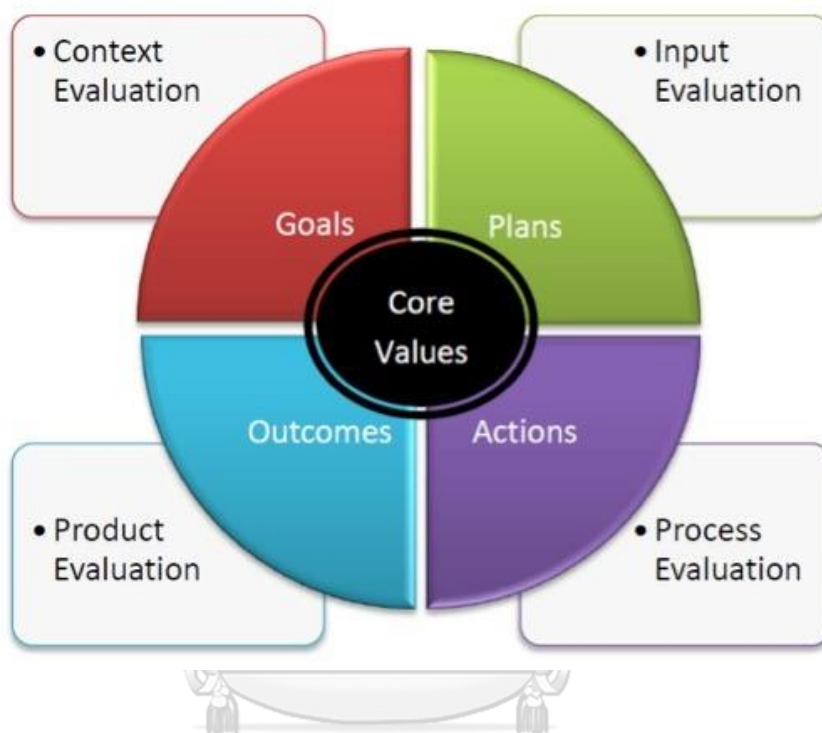 • Context
Evaluation
• Input
Evaluation
Goals
Plans
Core
Values
Outcomes
Actions
• Product
Evaluation
• Process
Evaluation